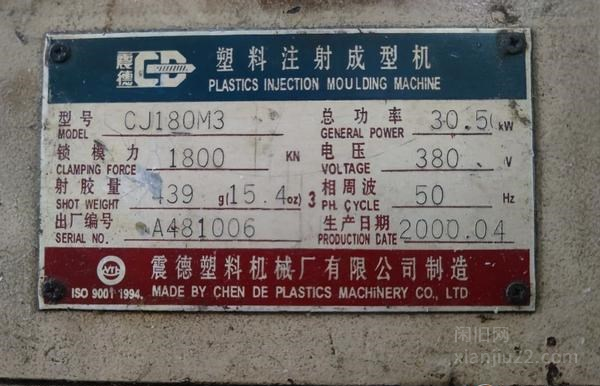 震德 CD 塑料注射成型机
PLASTICS INJECTION MOULDING MACHINE
型号 CJ180M3 总功率 30.50 kW
MODEL GENERAL POWER
锁模力 1800 KN 电压 380 V
CLAMPING FORCE VOLTAGE
射胶量 439 g(15.4oz) 3 相周波 50 Hz
SHOT WEIGHT PH. CYCLE
出厂编号 A481006 生产日期 2000.04
SERIAL NO. PRODUCTION DATE
震德塑料机械厂有限公司制造
ISO 9001 1994. MADE BY CHEN DE PLASTICS MACHINERY CO., LTD
闲旧网
xianjiu22.com